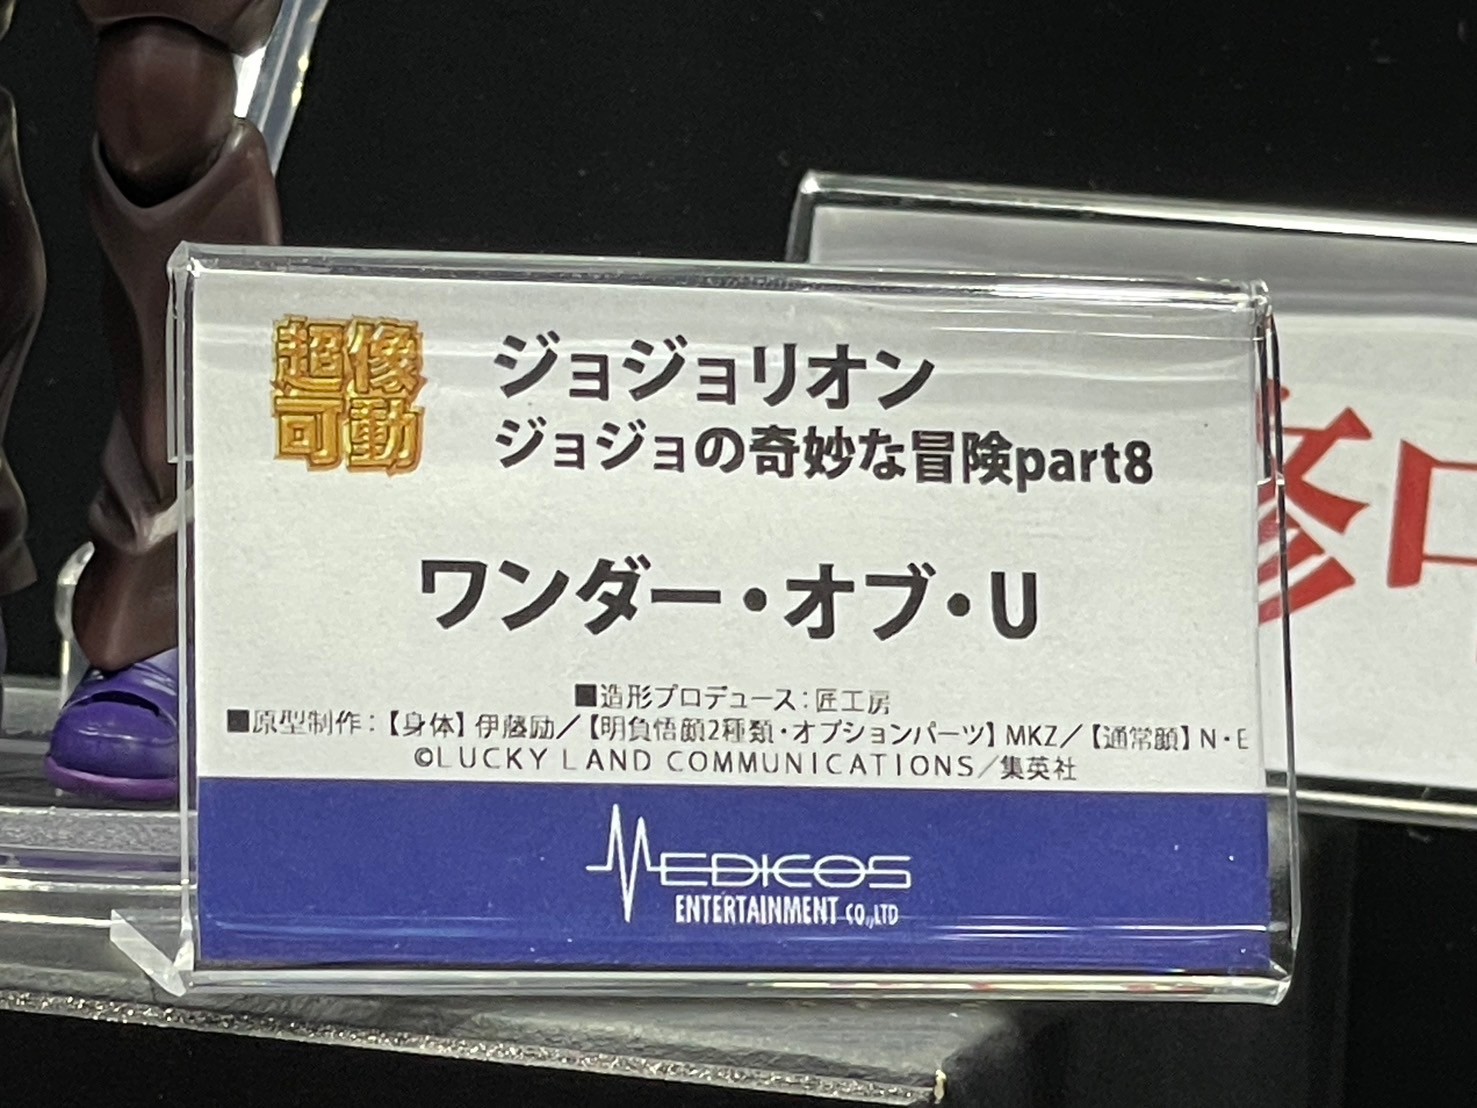 超像
可動
ジョジョリオン
ジョジョの奇妙な冒険part8
ワンダー・オブ・U
■造形プロデュース：匠工房
■原型制作：【身体】伊藤励／【明負悟顔2種類・オプションパーツ】MKZ／【通常顔】N・E
©LUCKY LAND COMMUNICATIONS／集英社
MEDICOS
ENTERTAINMENT CO.,LTD
修